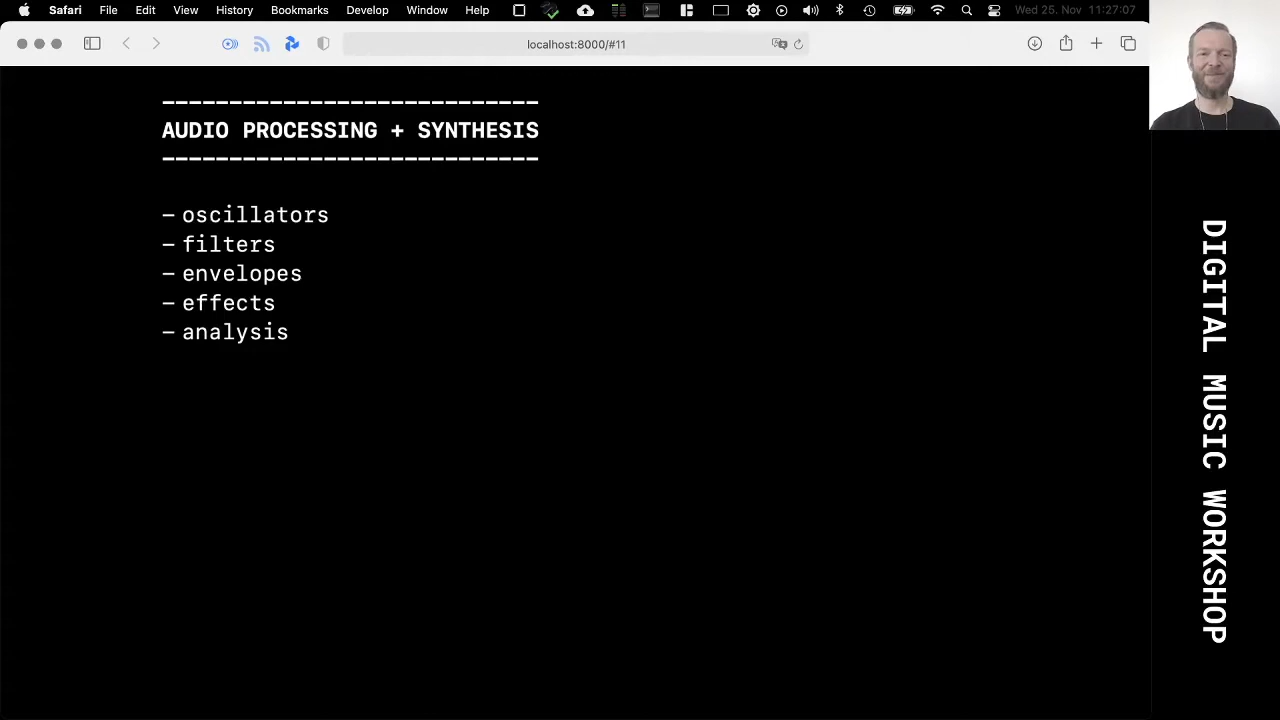 Safari File Edit View History Bookmarks Develop Window Help Wed 25. Nov 11:27:07
localhost:8000/#11
---------------------------
AUDIO PROCESSING + SYNTHESIS
---------------------------
– oscillators
– filters
– envelopes
– effects
– analysis
DIGITAL MUSIC WORKSHOP